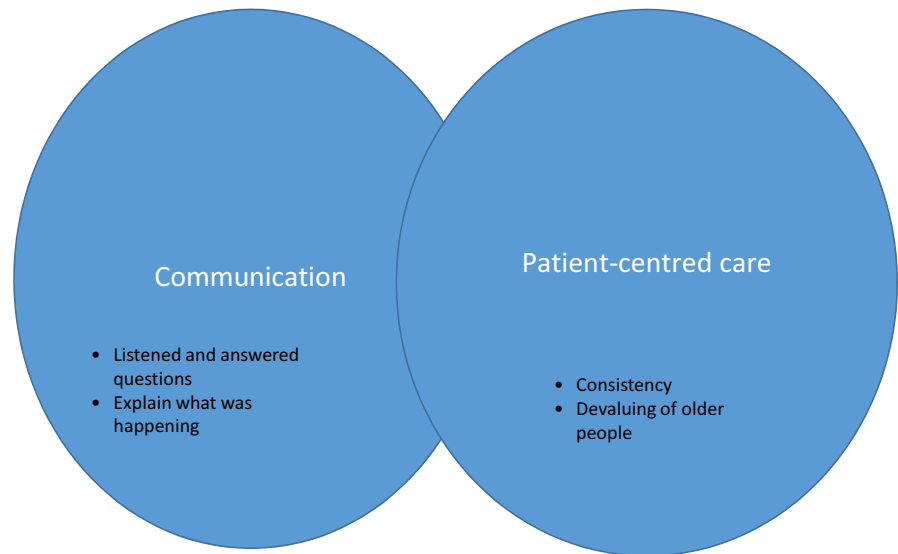 Communication
• Listened and answered
questions
• Explain what was
happening
Patient-centred care
• Consistency
• Devaluing of older
people